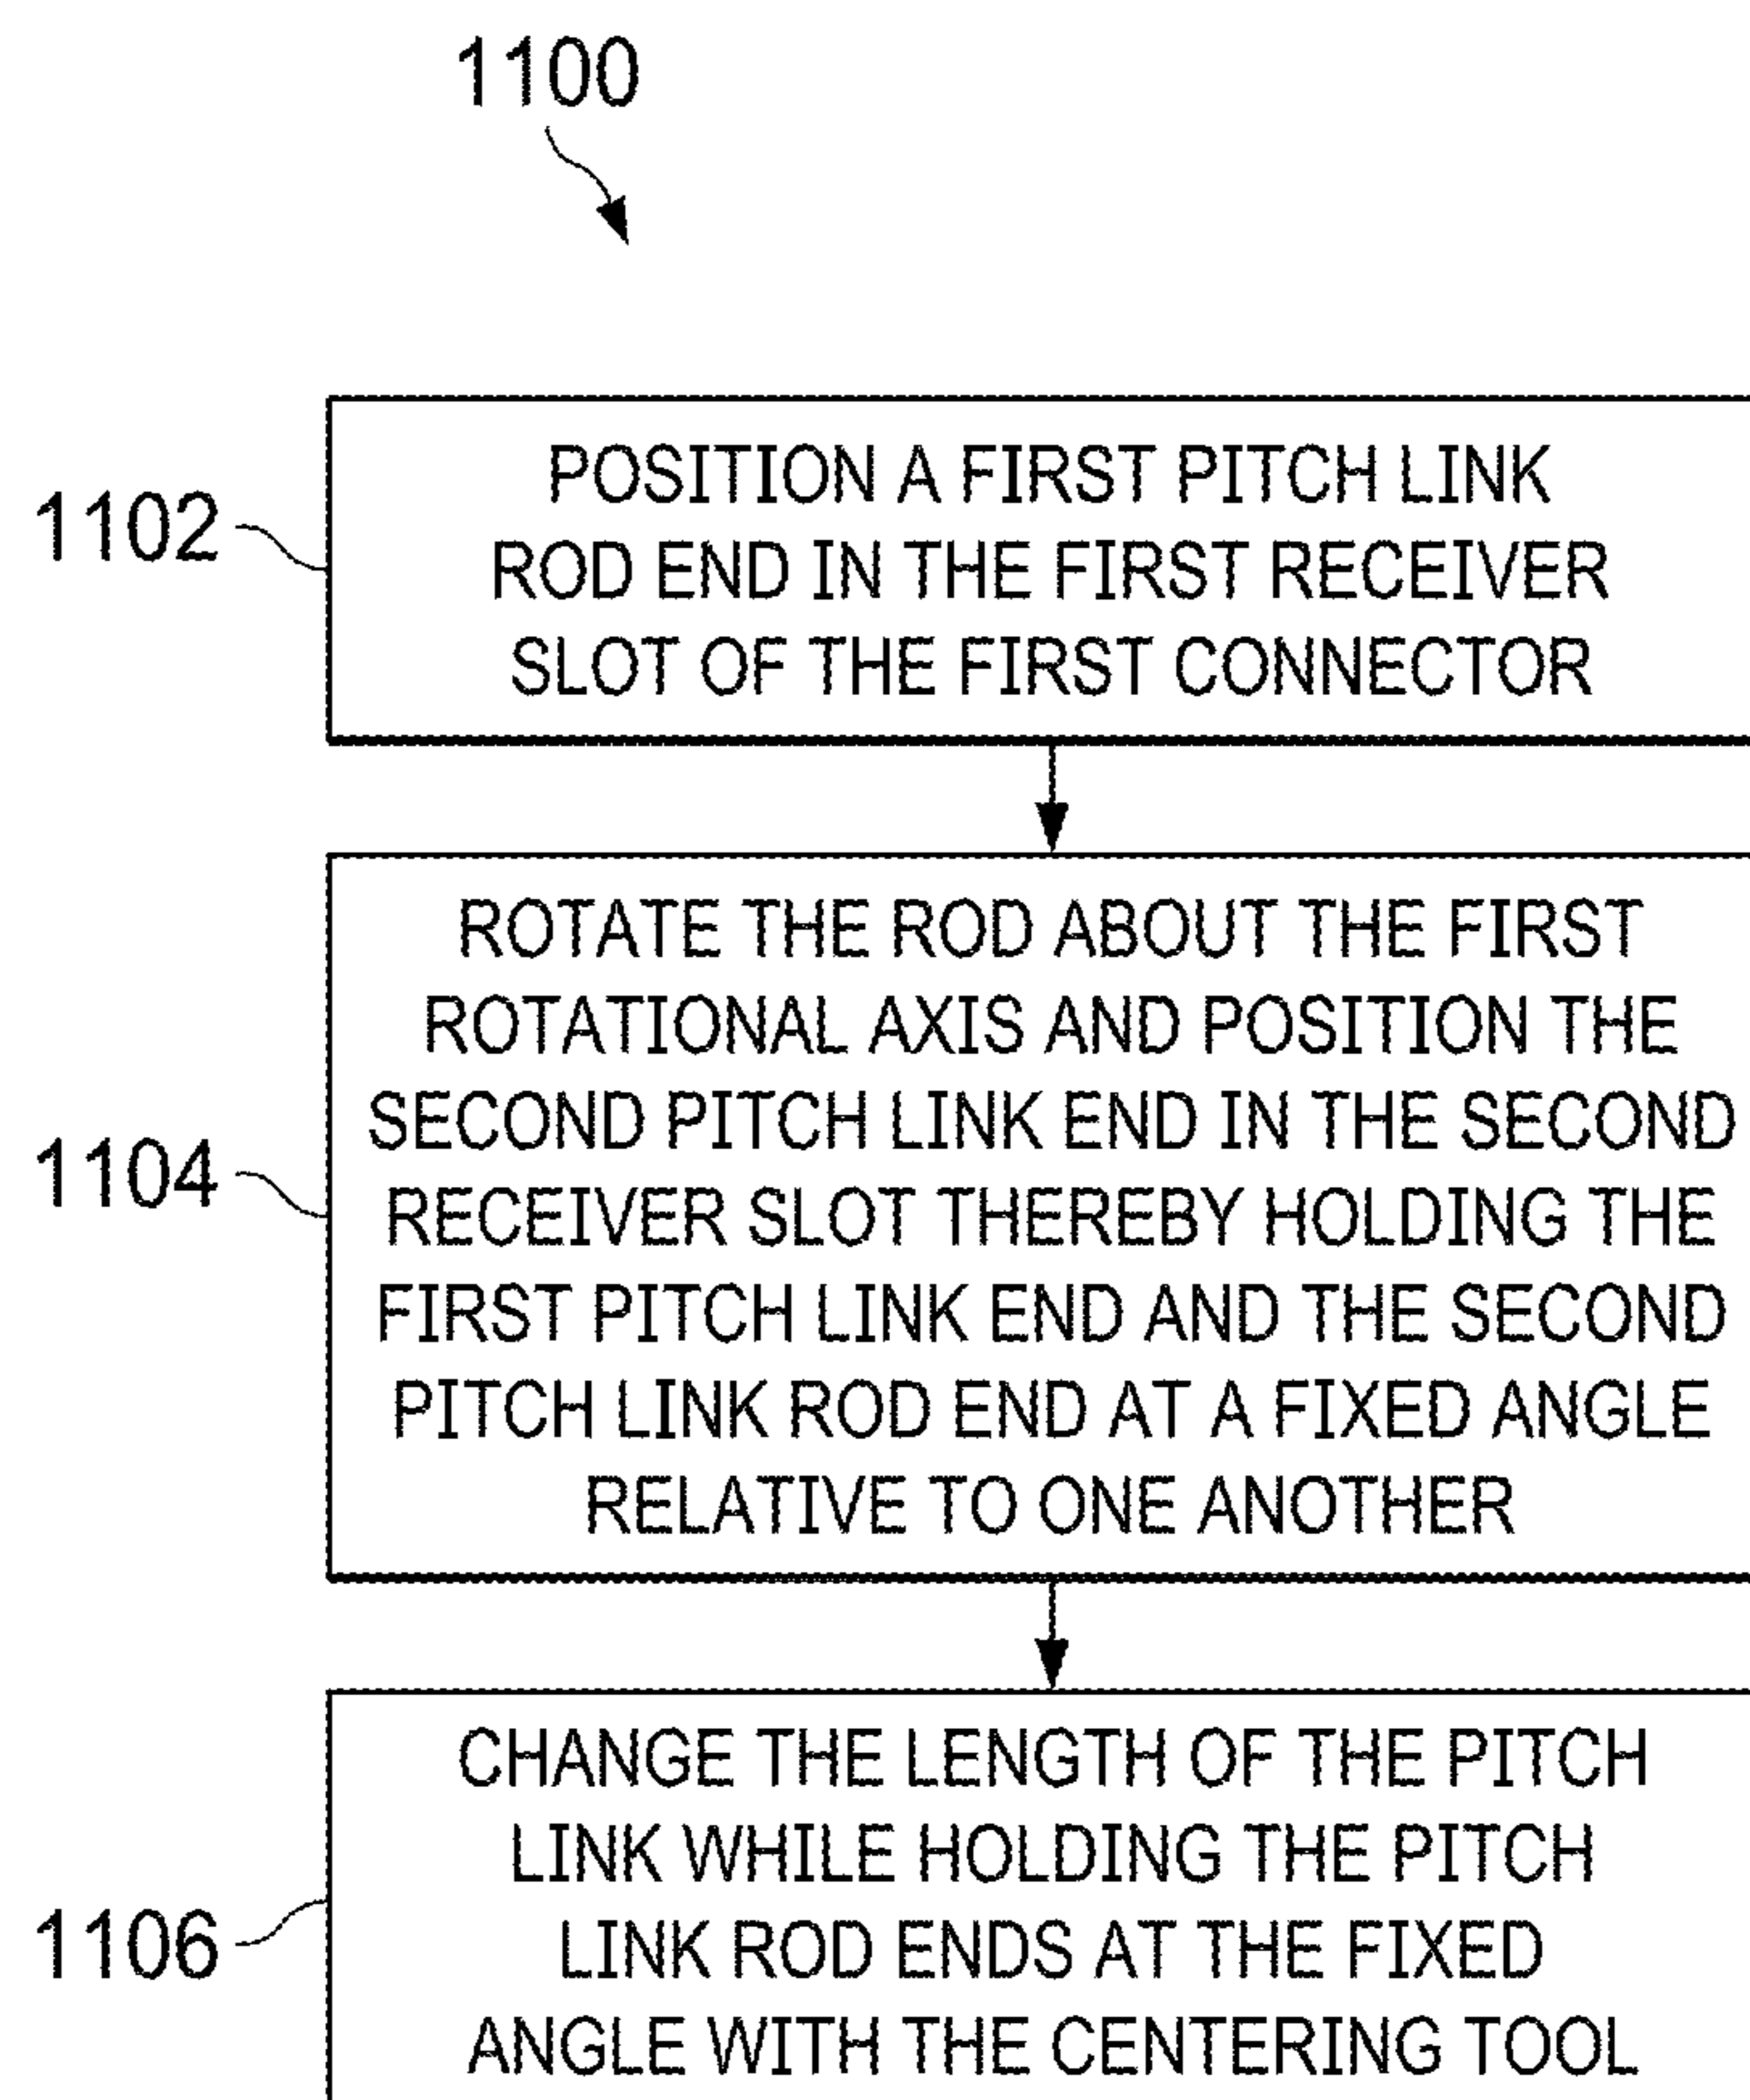 1100
1102
POSITION A FIRST PITCH LINK
ROD END IN THE FIRST RECEIVER
SLOT OF THE FIRST CONNECTOR
1104
ROTATE THE ROD ABOUT THE FIRST
ROTATIONAL AXIS AND POSITION THE
SECOND PITCH LINK END IN THE SECOND
RECEIVER SLOT THEREBY HOLDING THE
FIRST PITCH LINK END AND THE SECOND
PITCH LINK ROD END AT A FIXED ANGLE
RELATIVE TO ONE ANOTHER
1106
CHANGE THE LENGTH OF THE PITCH
LINK WHILE HOLDING THE PITCH
LINK ROD ENDS AT THE FIXED
ANGLE WITH THE CENTERING TOOL